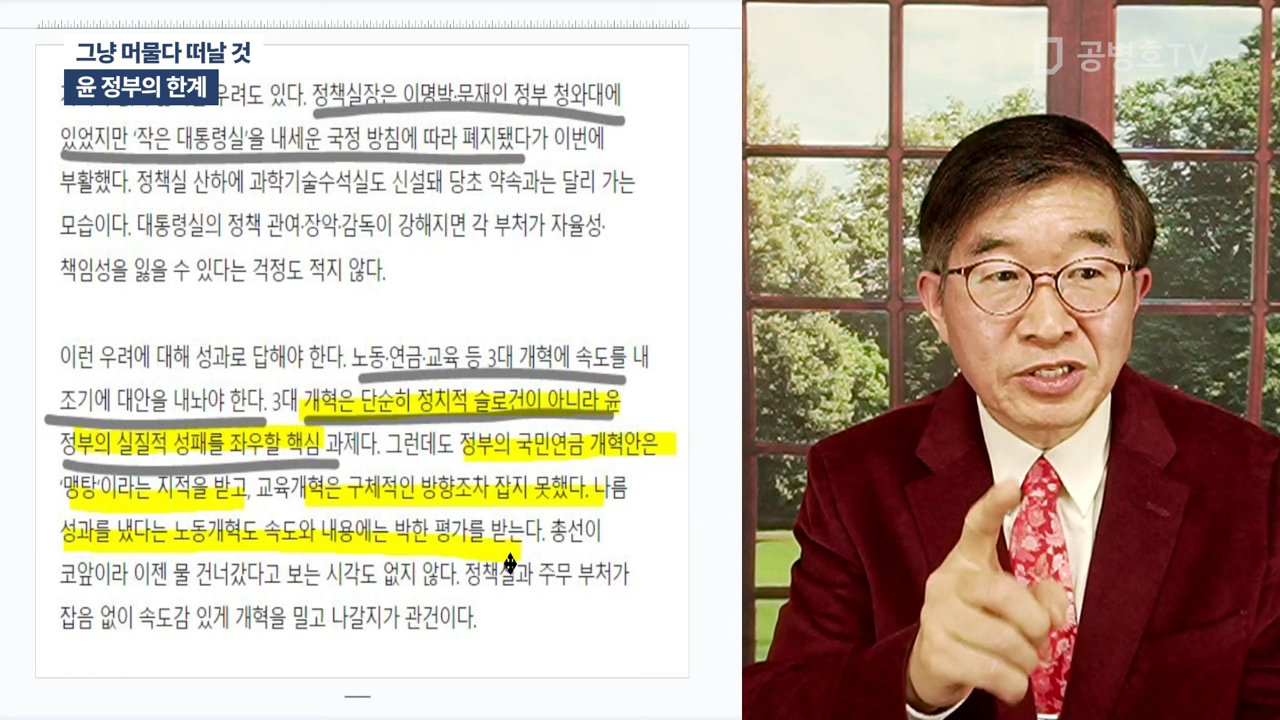 그냥 머물다 떠날 것
윤 정부의 한계
우려도 있다. 정책실장은 이명박·문재인 정부 청와대에
있었지만 '작은 대통령실'을 내세운 국정 방침에 따라 폐지됐다가 이번에
부활했다. 정책실 산하에 과학기술수석실도 신설돼 당초 약속과는 달리 가는
모습이다. 대통령실의 정책 관여·장악·감독이 강해지면 각 부처가 자율성·
책임성을 잃을 수 있다는 걱정도 적지 않다.
이런 우려에 대해 성과로 답해야 한다. 노동·연금·교육 등 3대 개혁에 속도를 내
조기에 대안을 내놔야 한다. 3대 개혁은 단순히 정치적 슬로건이 아니라 윤
정부의 실질적 성패를 좌우할 핵심 과제다. 그런데도 정부의 국민연금 개혁안은
'맹탕'이라는 지적을 받고, 교육개혁은 구체적인 방향조차 잡지 못했다. 나름
성과를 냈다는 노동개혁도 속도와 내용에는 박한 평가를 받는다. 총선이
코앞이라 이젠 물 건너갔다고 보는 시각도 없지 않다. 정책실과 주무 부처가
잡음 없이 속도감 있게 개혁을 밀고 나갈지가 관건이다.
공병호TV